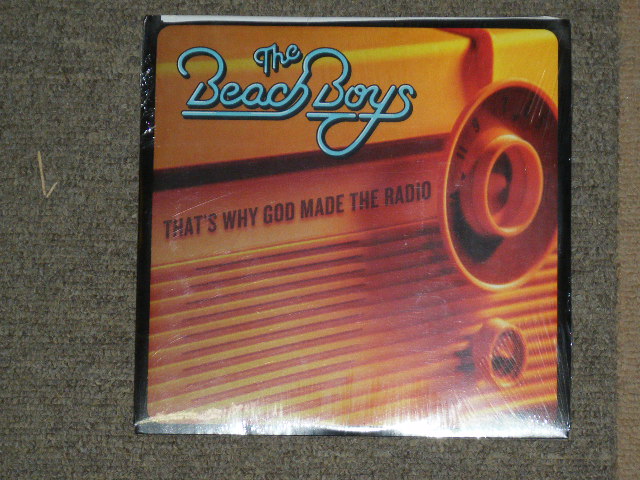 The
Beach Boys
THAT'S WHY GOD MADE THE RADiO